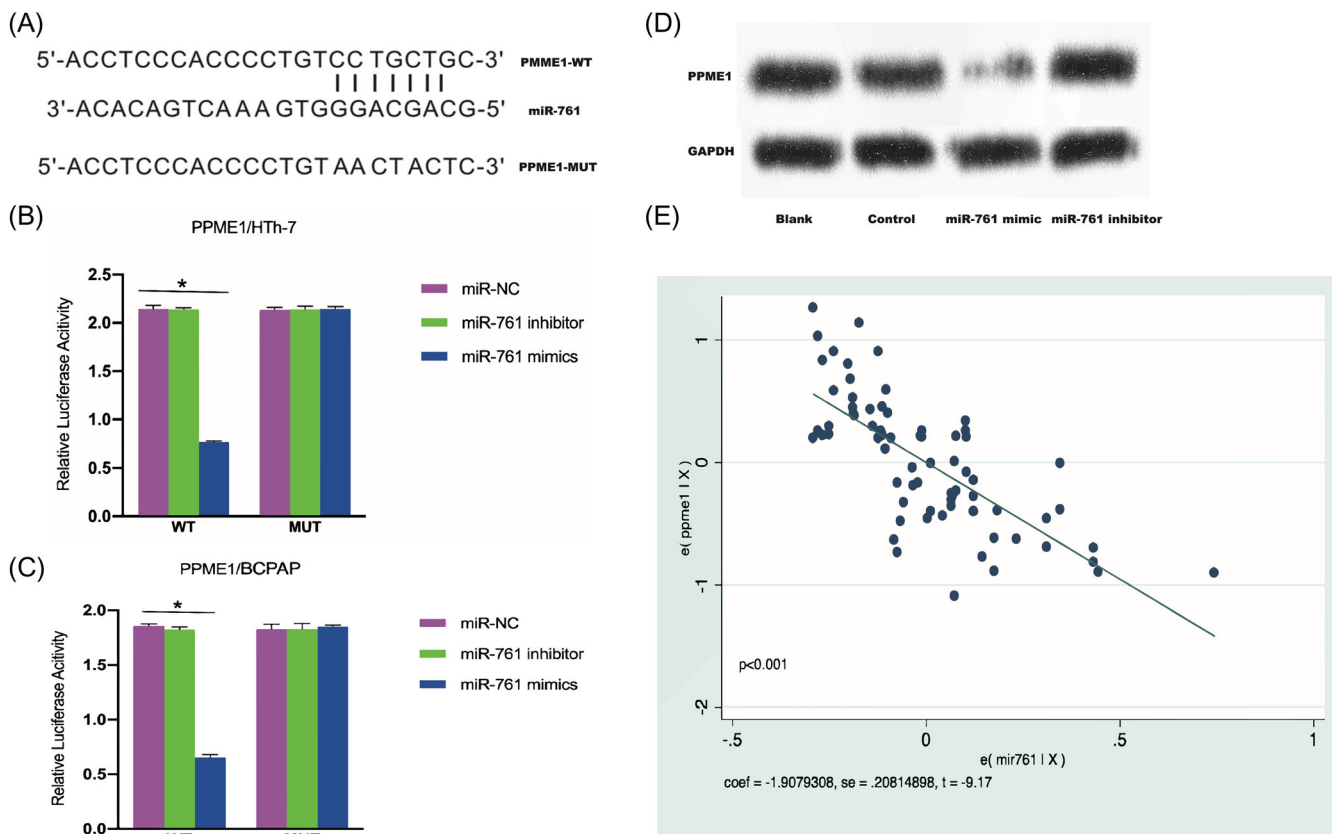 (A)
5'-ACCTCCCACCCCTGTCC TGCTGC-3' PMME1-WT
3'-ACACAGTCAAA GTGGGACGACG-5' miR-761
5'-ACCTCCCACCCCTGT AA CT ACTC-3' PPME1-MUT
(B)
PPME1/HTh-7
Relative Luciferase Acitivity
2.5
2.0
1.5
1.0
0.5
0.0
*
WT
MUT
miR-NC
miR-761 inhibitor
miR-761 mimics
(C)
PPME1/BCPAP
Relative Luciferase Acitivity
2.0
1.5
1.0
0.5
0.0
*
miR-NC
miR-761 inhibitor
miR-761 mimics
(D)
PPME1
GAPDH
Blank Control miR-761 mimic miR-761 inhibitor
(E)
e( ppme1 | X )
1
0
-1
-2
p<0.001
-.5 0 .5 1
e( mir761 | X )
coef = -1.9079308, se = .20814898, t = -9.17